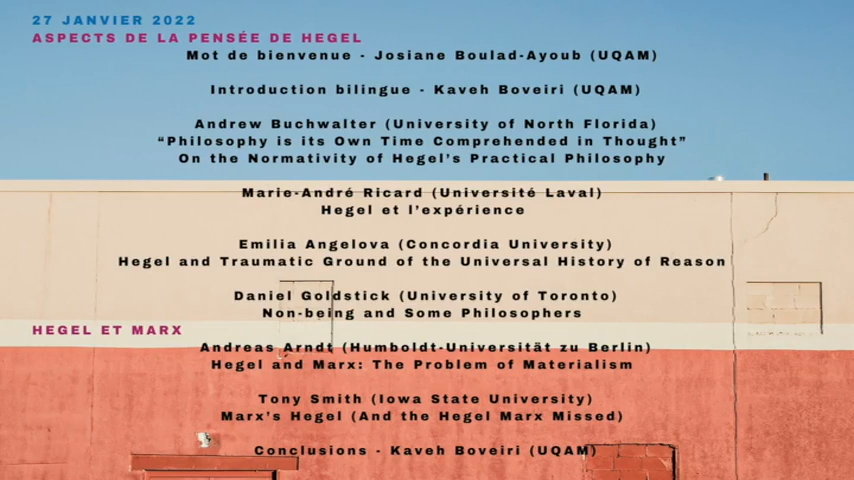 27 JANVIER 2022
ASPECTS DE LA PENSÉE DE HEGEL
Mot de bienvenue - Josiane Boulad-Ayoub (UQAM)
Introduction bilingue - Kaveh Boveiri (UQAM)
Andrew Buchwalter (University of North Florida)
“Philosophy is its Own Time Comprehended in Thought”
On the Normativity of Hegel’s Practical Philosophy
Marie-André Ricard (Université Laval)
Hegel et l’expérience
Emilia Angelova (Concordia University)
Hegel and Traumatic Ground of the Universal History of Reason
Daniel Goldstick (University of Toronto)
Non-being and Some Philosophers
HEGEL ET MARX
Andreas Arndt (Humboldt-Universität zu Berlin)
Hegel and Marx: The Problem of Materialism
Tony Smith (Iowa State University)
Marx’s Hegel (And the Hegel Marx Missed)
Conclusions - Kaveh Boveiri (UQAM)